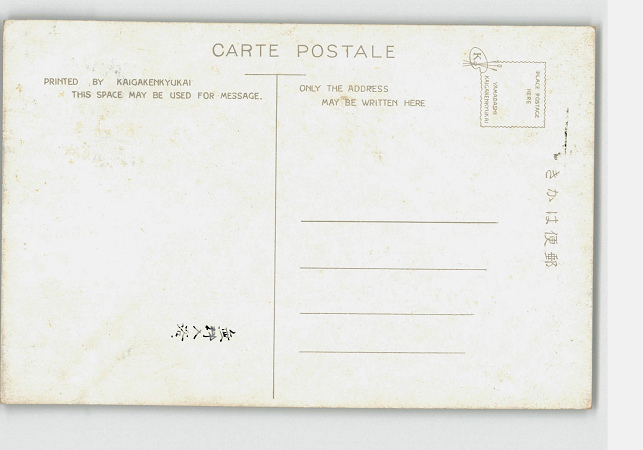 CARTE POSTALE
PRINTED BY KAIGAKENKYUKAI
THIS SPACE MAY BE USED FOR MESSAGE.
ONLY THE ADDRESS
MAY BE WRITTEN HERE
K
PLACE POSTAGE
HERE
YAMADASHI
KAIGAKENKYUKAI
きかは便郵